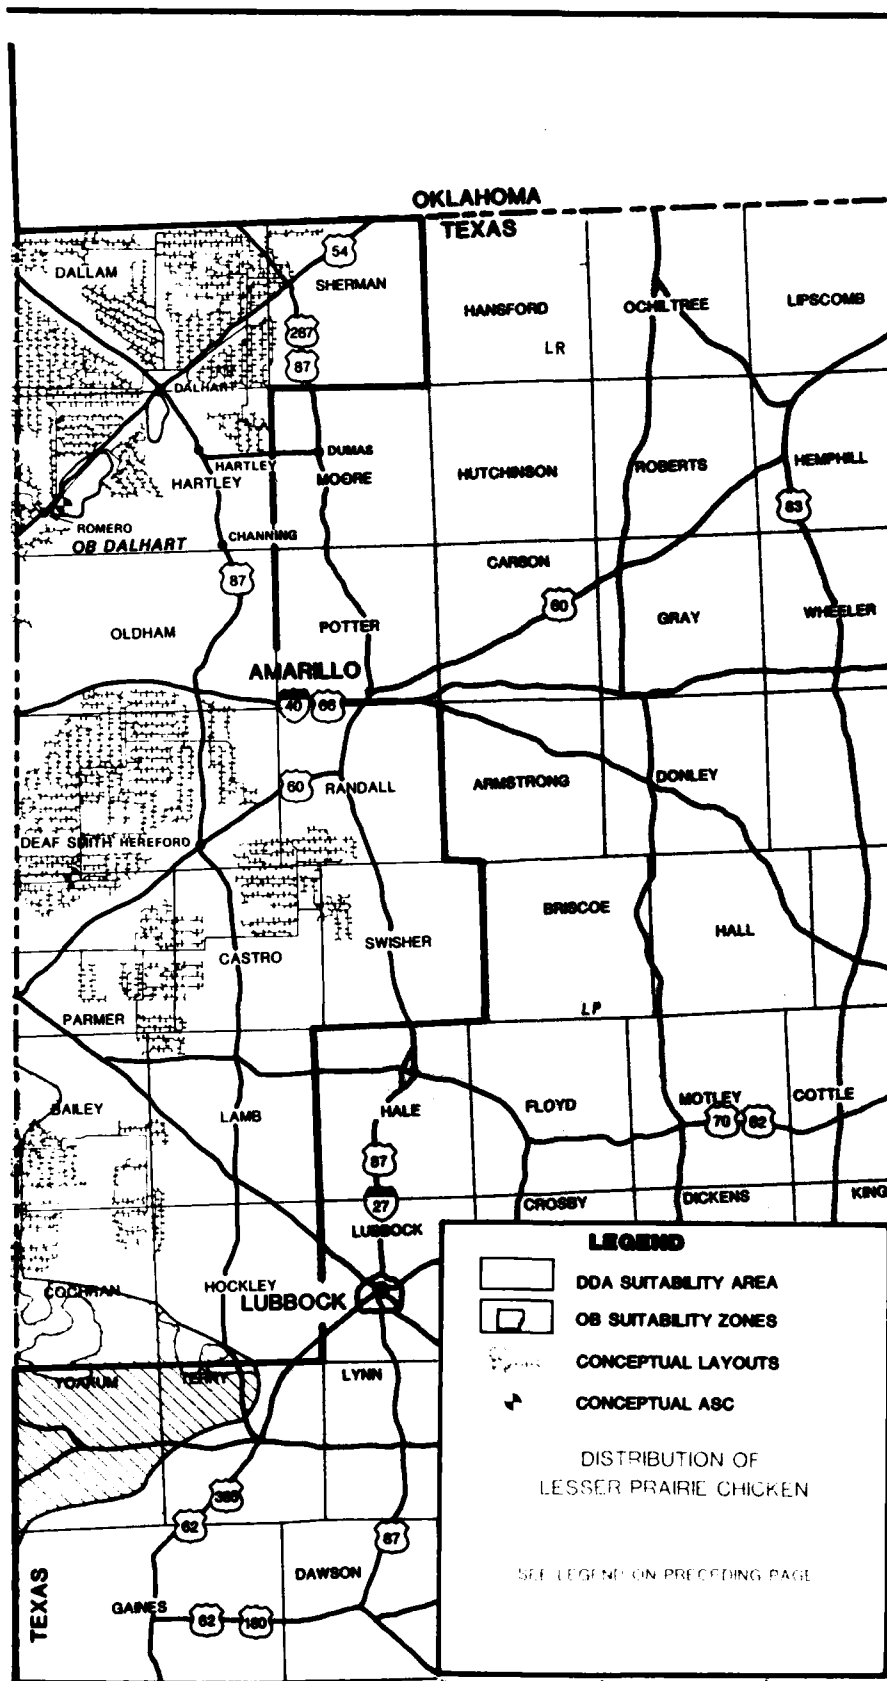 OKLAHOMA
TEXAS
DALLAM
54
SHERMAN
HANSFORD
OCHILTREE
LIPSCOMB
287
87
LR
DALHART
HARTLEY
HARTLEY
DUMAS
MOORE
HUTCHINSON
ROBERTS
HEMPHILL
83
ROMERO
OB DALHART
CHANNING
87
CARSON
60
GRAY
WHEELER
OLDHAM
POTTER
AMARILLO
40
66
60
RANDALL
ARMSTRONG
DONLEY
DEAF SMITH
HEREFORD
BRISCOE
HALL
CASTRO
SWISHER
PARMER
LP
BAILEY
LAMB
HALE
FLOYD
MOTLEY
COTTLE
70
82
87
27
LUBBOCK
CROSBY
DICKENS
KING
COCHRAN
HOCKLEY
LUBBOCK
YOAKUM
TERRY
LYNN
385
62
87
DAWSON
GAINES
62
180
TEXAS
LEGEND
DDA SUITABILITY AREA
OB SUITABILITY ZONES
CONCEPTUAL LAYOUTS
CONCEPTUAL ASC
DISTRIBUTION OF
LESSER PRAIRIE CHICKEN
SEE LEGEND ON PRECEDING PAGE